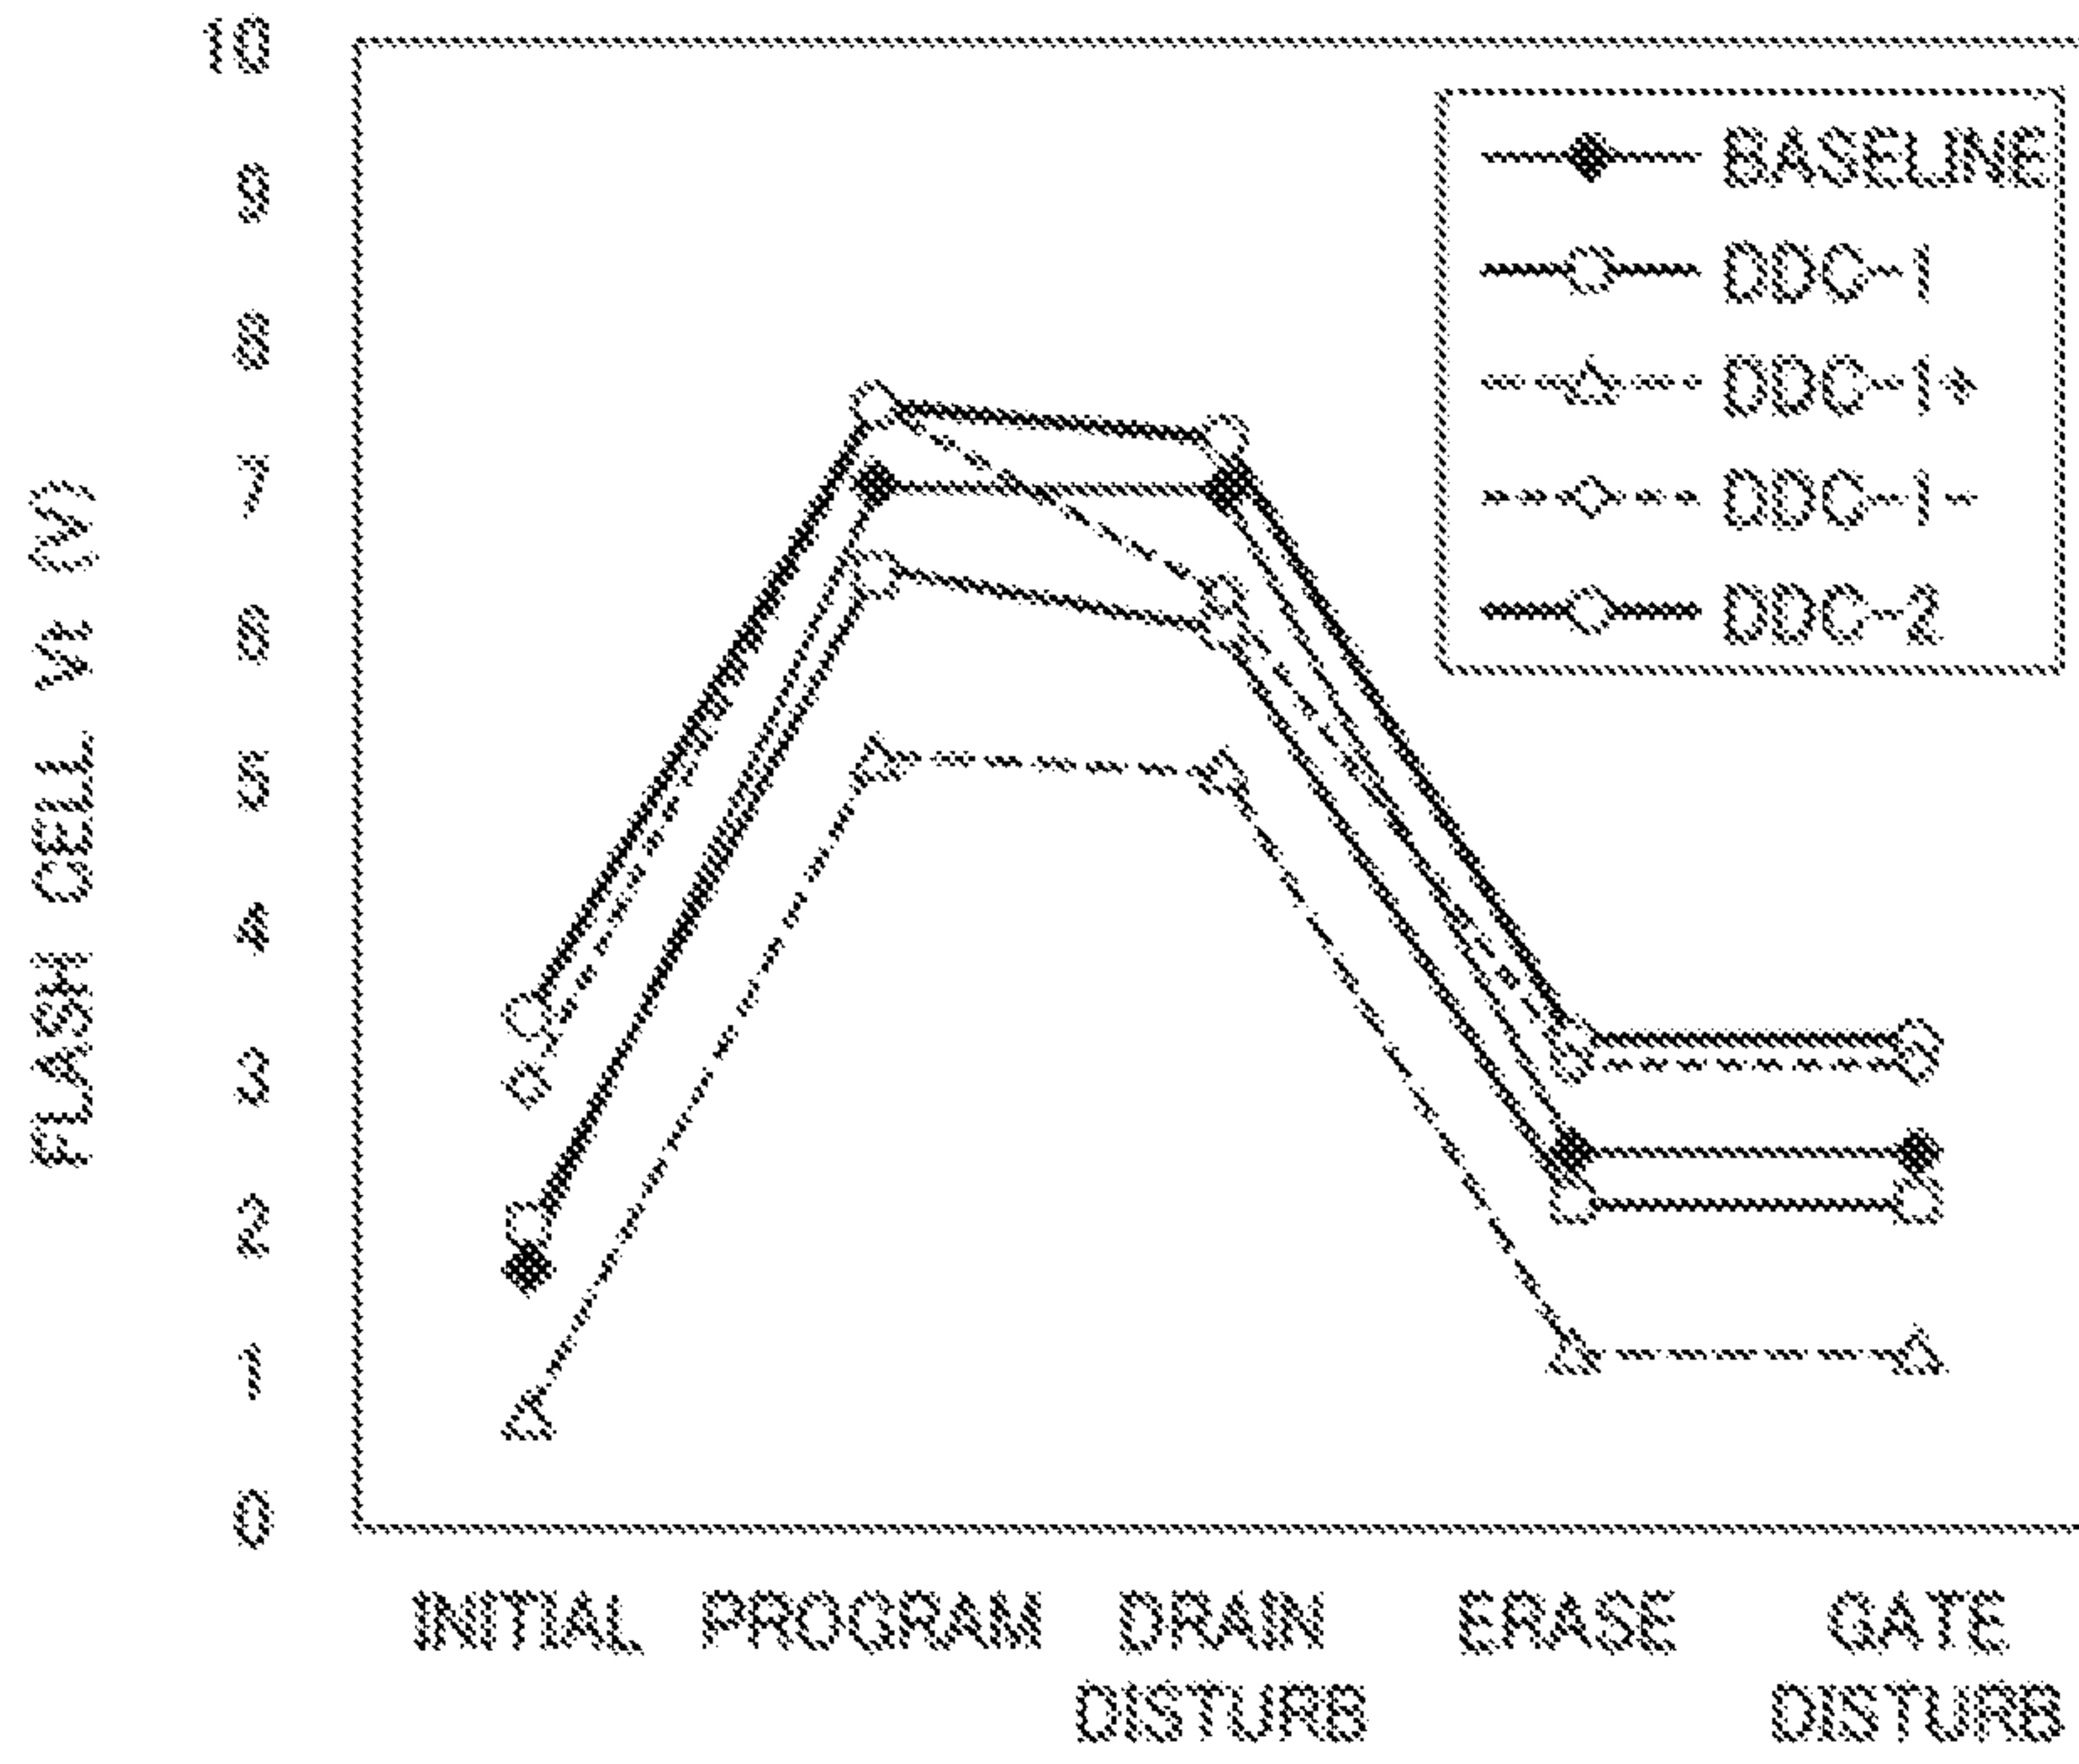 10
9
8
7
6
5
4
3
2
1
0
FLASH CELL Vt (V)
BASELINE
DDC-1
DDC-1+
DDC-1-
DDC-2
INITIAL PROGRAM DRAIN DISTURB ERASE GATE DISTURB